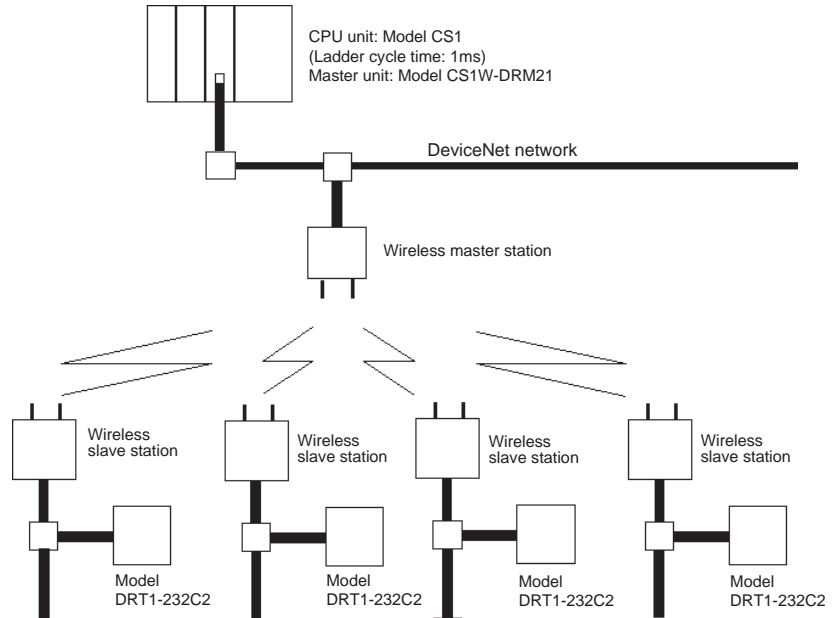 CPU unit: Model CS1
(Ladder cycle time: 1ms)
Master unit: Model CS1W-DRM21
DeviceNet network
Wireless master station
Wireless
slave station
Wireless
slave station
Wireless
slave station
Wireless
slave station
Model
DRT1-232C2
Model
DRT1-232C2
Model
DRT1-232C2
Model
DRT1-232C2